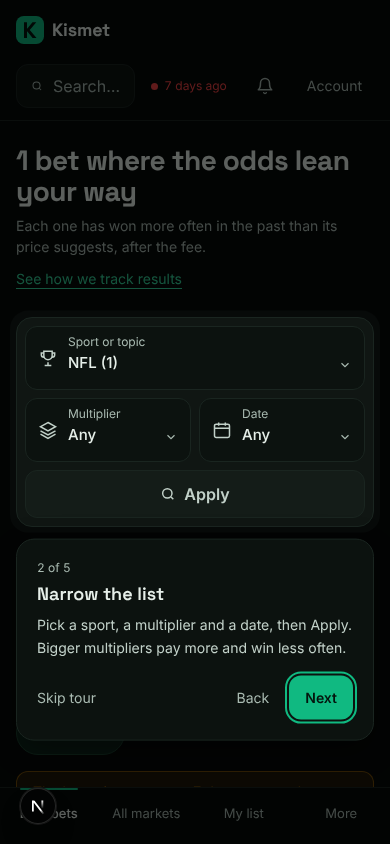 Kismet
Search...
7 days ago
Account
1 bet where the odds lean
your way
Each one has won more often in the past than its
price suggests, after the fee.
See how we track results
Sport or topic
NFL (1)
Multiplier
Any
Date
Any
Apply
2 of 5
Narrow the list
Pick a sport, a multiplier and a date, then Apply.
Bigger multipliers pay more and win less often.
Skip tour
Back
Next
N
All markets
My list
More